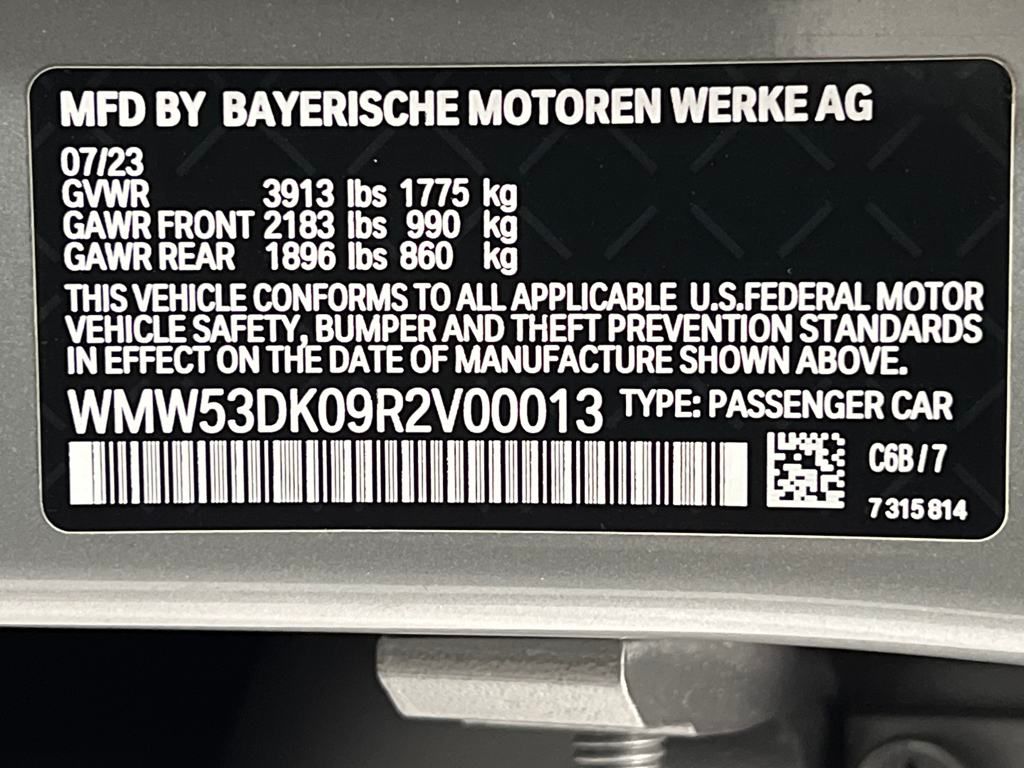 MFD BY BAYERISCHE MOTOREN WERKE AG
07/23
GVWR 3913 lbs 1775 kg
GAWR FRONT 2183 lbs 990 kg
GAWR REAR 1896 lbs 860 kg
THIS VEHICLE CONFORMS TO ALL APPLICABLE U.S.FEDERAL MOTOR
VEHICLE SAFETY, BUMPER AND THEFT PREVENTION STANDARDS
IN EFFECT ON THE DATE OF MANUFACTURE SHOWN ABOVE.
WMW53DK09R2V00013 TYPE: PASSENGER CAR
C6B/7
7 315 814